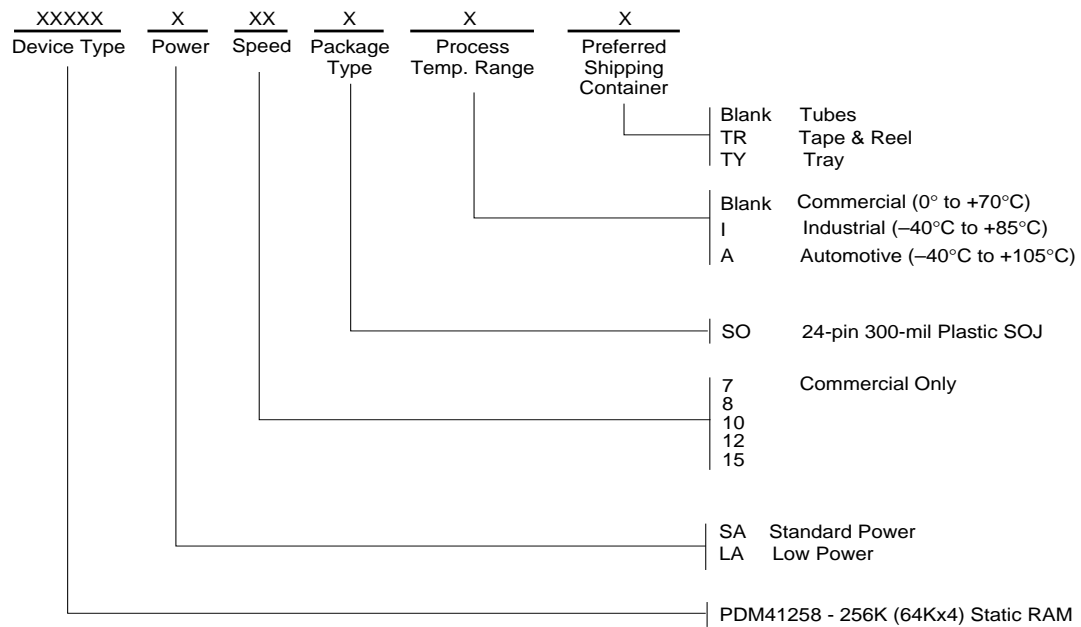 XXXXX X XX X X X
Device Type Power Speed Package Type Process Temp. Range Preferred Shipping Container
Blank Tubes
TR Tape & Reel
TY Tray
Blank Commercial (0° to +70°C)
I Industrial (–40°C to +85°C)
A Automotive (–40°C to +105°C)
SO 24-pin 300-mil Plastic SOJ
7 Commercial Only
8
10
12
15
SA Standard Power
LA Low Power
PDM41258 - 256K (64Kx4) Static RAM